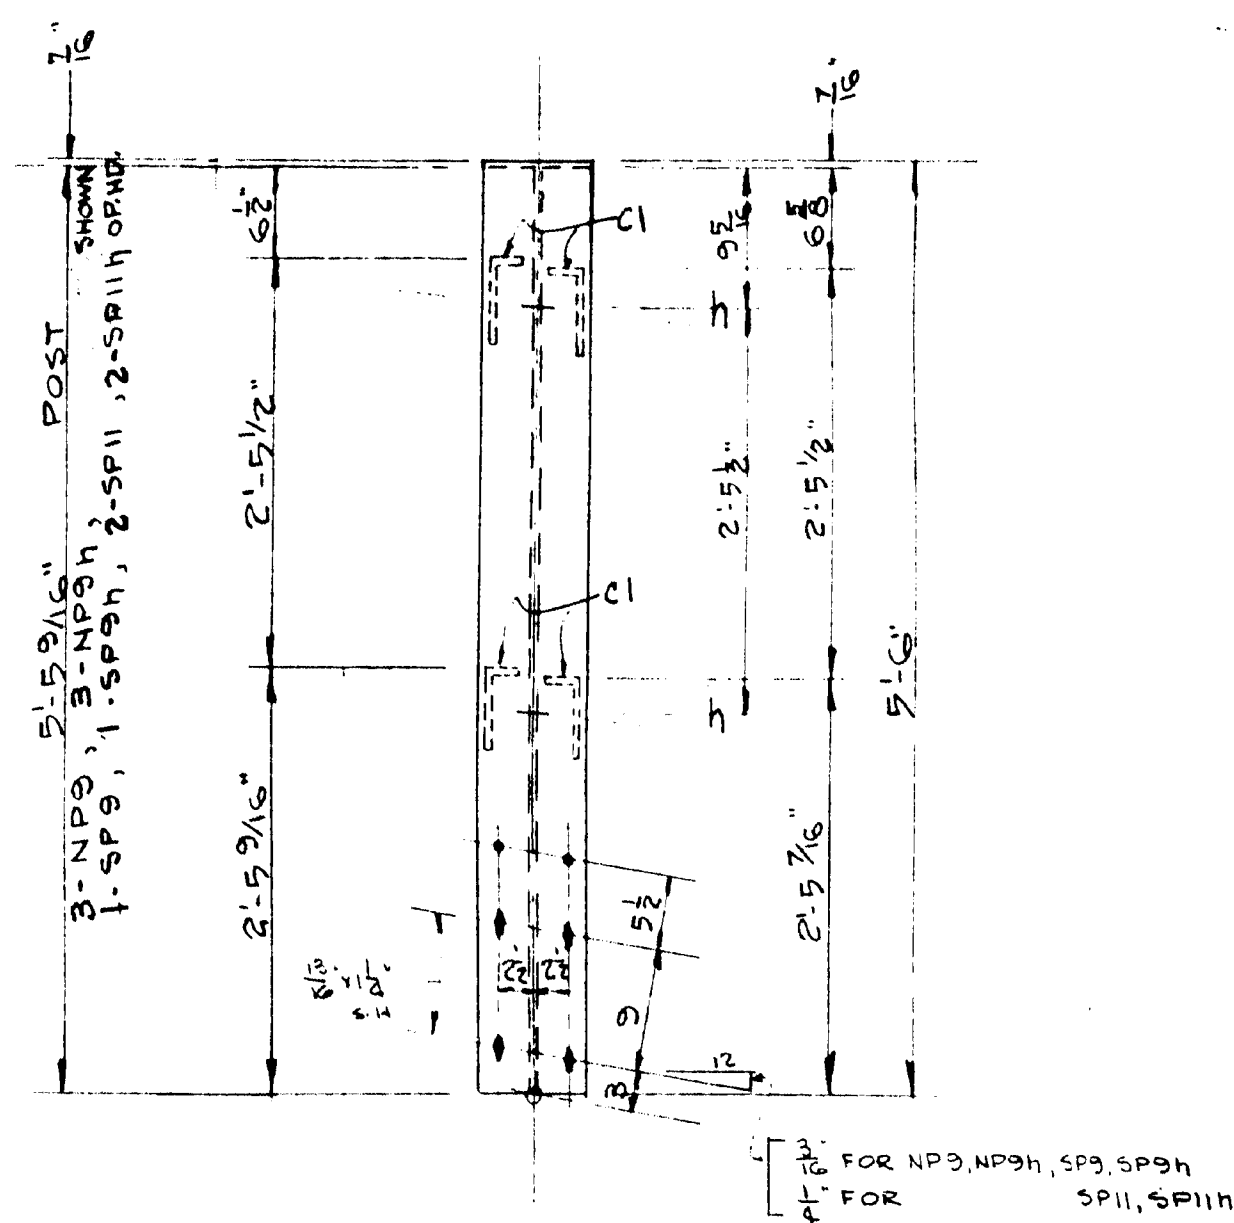 7/16"
7/16"
5'-5 9/16" POST
3-NP9, 3-NP9h, SHOWN
1-SP9, 1-SP9h, 2-SP11, 2-SP11h OP.HD.
6 1/2"
2'-5 1/2"
2'-5 9/16"
C1
C1
9 5/16
2'-5 1/2"
6 5/8
2'-5 1/2"
2'-5 7/16"
5'-6"
5 1/2
9
3
2 1/2" 2 1/2"
13/16" x 1 1/4"
S.H
12
3/16" FOR NP9, NP9h, SP9, SP9h
1/4" FOR SP11, SP11h